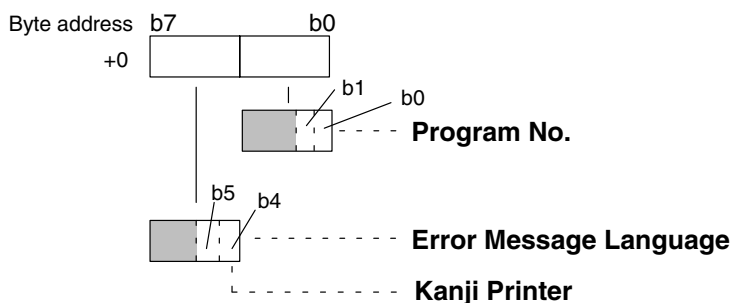 Byte address b7 b0
+0
b1
b0
Program No.
b5
b4
Error Message Language
Kanji Printer